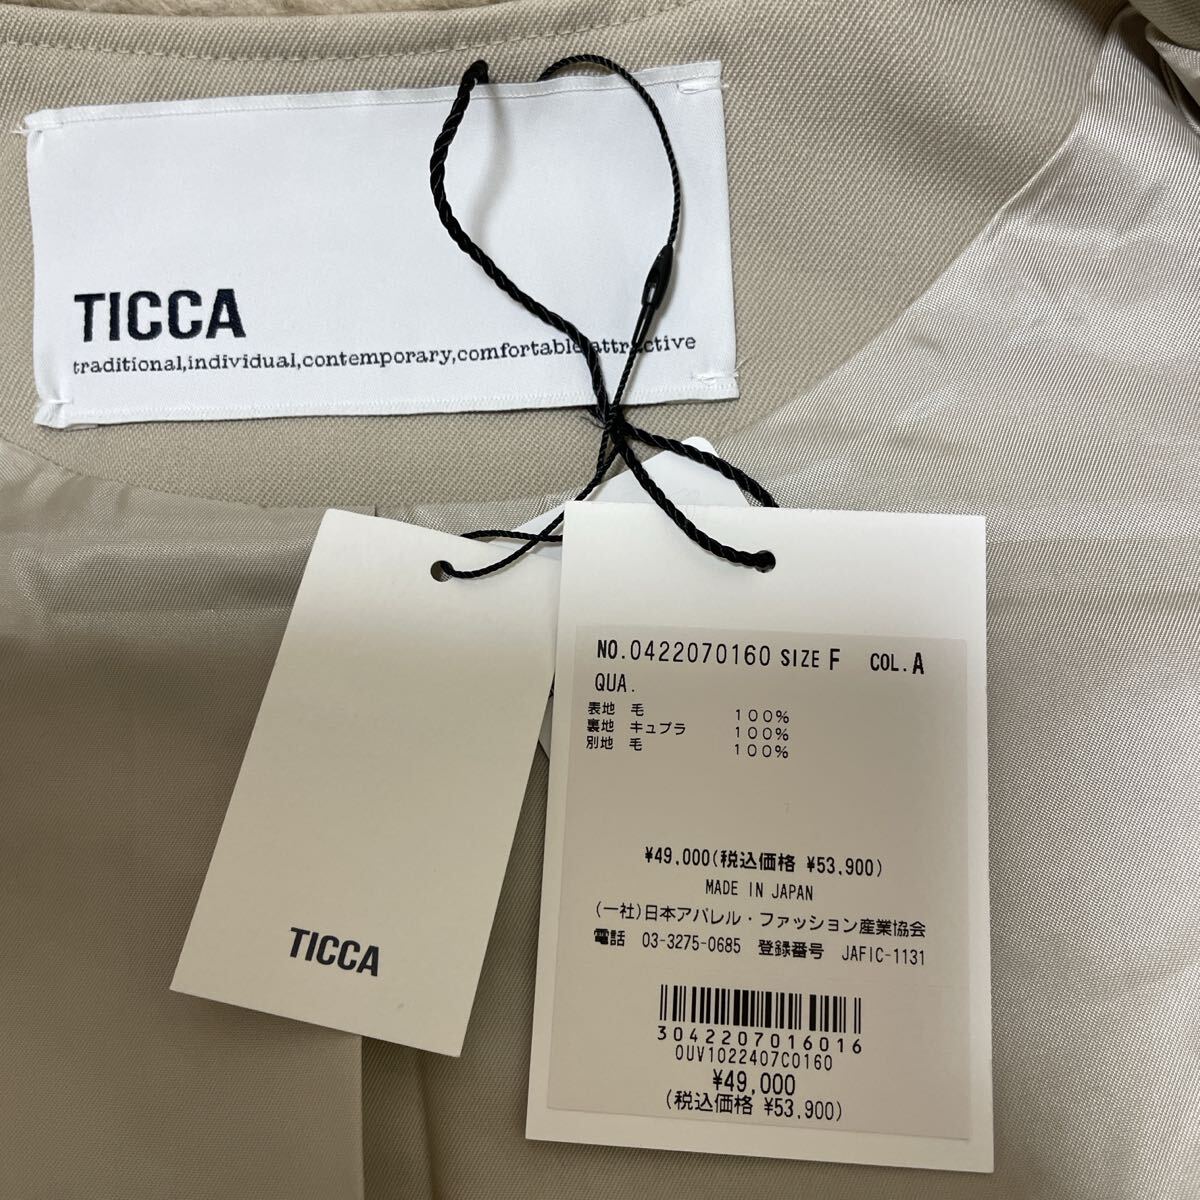 TICCA
traditional,individual,contemporary,comfortable,attractive
TICCA
NO.0422070160 SIZE F COL.A
QUA.
表地 毛 100%
裏地 キュプラ 100%
別地 毛 100%
¥49,000(税込価格 ¥53,900)
MADE IN JAPAN
(一社)日本アパレル・ファッション産業協会
電話 03-3275-0685 登録番号 JAFIC-1131
3042207016016
0UV1022407C0160
¥49,000
(税込価格 ¥53,900)